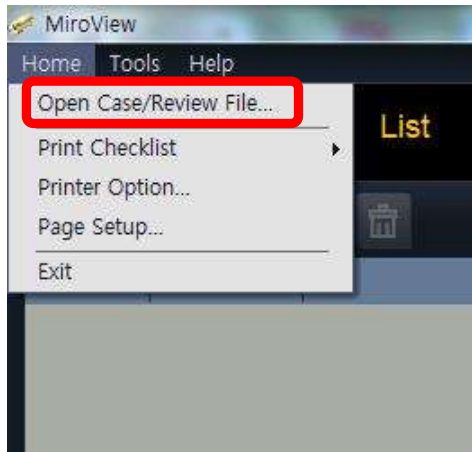 MiroView
Home Tools Help
Open Case/Review File...
List
Print Checklist
Printer Option...
Page Setup...
Exit